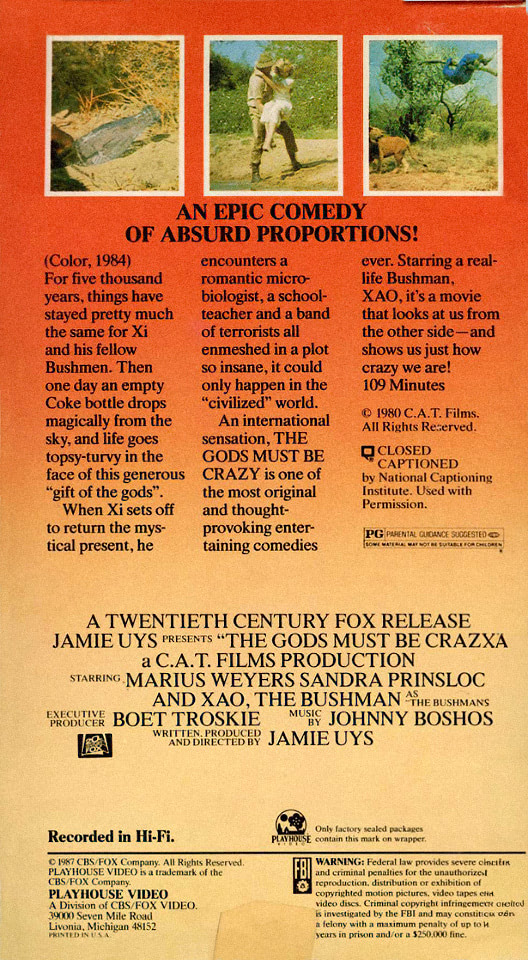 AN EPIC COMEDY
OF ABSURD PROPORTIONS!
(Color, 1984)
For five thousand
years, things have
stayed pretty much
the same for Xi
and his fellow
Bushmen. Then
one day an empty
Coke bottle drops
magically from the
sky, and life goes
topsy-turvy in the
face of this generous
“gift of the gods”.
When Xi sets off
to return the mys-
tical present, he
encounters a
romantic micro-
biologist, a school-
teacher and a band
of terrorists all
enmeshed in a plot
so insane, it could
only happen in the
“civilized” world.
An international
sensation, THE
GODS MUST BE
CRAZY is one of
the most original
and thought-
provoking enter-
taining comedies
ever. Starring a real-
life Bushman,
XAO, it's a movie
that looks at us from
the other side—and
shows us just how
crazy we are!
109 Minutes
© 1980 C.A.T. Films.
All Rights Reserved.
CLOSED
CAPTIONED
by National Captioning
Institute. Used with
Permission.
PG PARENTAL GUIDANCE SUGGESTED
SOME MATERIAL MAY NOT BE SUITABLE FOR CHILDREN
A TWENTIETH CENTURY FOX RELEASE
JAMIE UYS PRESENTS “THE GODS MUST BE CRAZXA
a C.A.T. FILMS PRODUCTION
STARRING MARIUS WEYERS SANDRA PRINSLOC
AND XAO, THE BUSHMAN AS THE BUSHMANS
EXECUTIVE PRODUCER BOET TROSKIE MUSIC BY JOHNNY BOSHOS
WRITTEN, PRODUCED AND DIRECTED BY JAMIE UYS
CBS FOX
Recorded in Hi-Fi.
PLAYHOUSE
VIDEO
Only factory sealed packages
contain this mark on wrapper.
© 1987 CBS/FOX Company. All Rights Reserved.
PLAYHOUSE VIDEO is a trademark of the
CBS/FOX Company.
PLAYHOUSE VIDEO
A Division of CBS/FOX VIDEO.
39000 Seven Mile Road
Livonia, Michigan 48152
PRINTED IN U.S.A.
FBI
WARNING: Federal law provides severe
and criminal penalties for the unauthorized
reproduction, distribution or exhibition of
copyrighted motion pictures, video tapes
video discs. Criminal copyright infringement
is investigated by the FBI and may
a felony with a maximum penalty of up to
years in prison and/or a $250,000 fine.